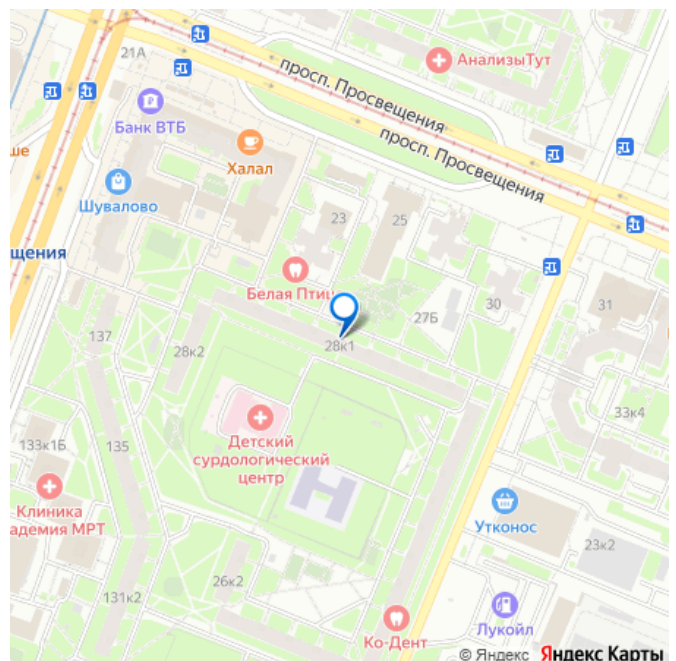 21А
АнализыТут
просп. Просвещения
просп. Просвещения
Банк ВТБ
ше
Халал
Шувалово
23
25
щения
Белая Птиц
27Б
30
31
137
28к2
28к1
33к4
133к1Б
135
Детский
сурдологический
центр
Клиника
адемия МРТ
Утконос
23к2
26к2
131к2
Ко-Дент
Лукойл
© Яндекс Яндекс Карты